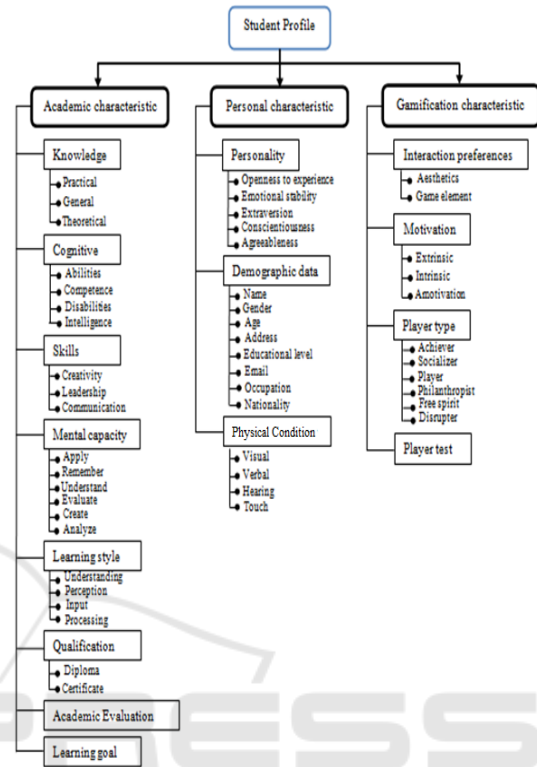 Student Profile
Academic characteristic
Knowledge
Practical
General
Theoretical
Cognitive
Abilities
Competence
Disabilities
Intelligence
Skills
Creativity
Leadership
Communication
Mental capacity
Apply
Remember
Understand
Evaluate
Create
Analyze
Learning style
Understanding
Perception
Input
Processing
Qualification
Diploma
Certificate
Academic Evaluation
Learning goal
Personal characteristic
Personality
Openness to experience
Emotional stability
Extraversion
Conscientiousness
Agreeableness
Demographic data
Name
Gender
Age
Address
Educational level
Email
Occupation
Nationality
Physical Condition
Visual
Verbal
Hearing
Touch
Gamification characteristic
Interaction preferences
Aesthetics
Game element
Motivation
Extrinsic
Intrinsic
Amotivation
Player type
Achiever
Socializer
Player
Philanthropist
Free spirit
Disrupter
Player test
PRESS